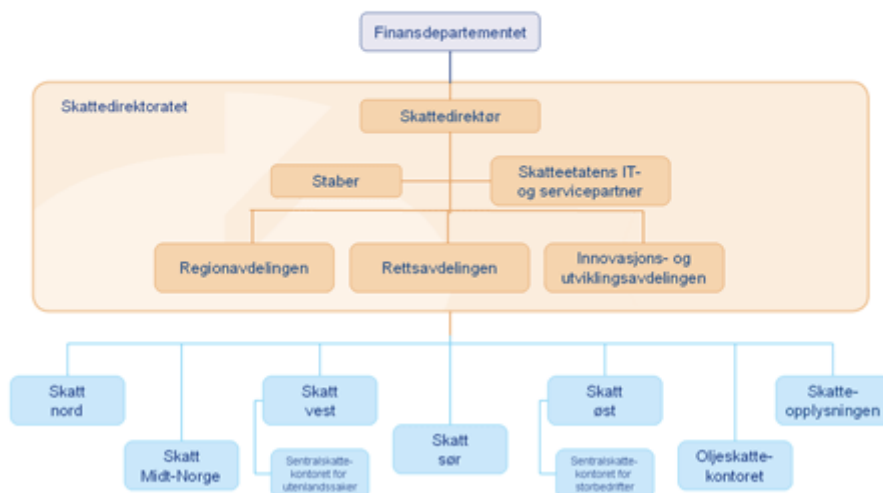 Finansdepartementet
Skattedirektoratet
Skattedirektør
Staber
Skatteetatens IT-
og servicepartner
Regionavdelingen
Rettsavdelingen
Innovasjons- og
utviklingsavdelingen
Skatt
nord
Skatt
vest
Skatt
øst
Skatte-
opplysningen
Skatt
Midt-Norge
Sentralskatte-
kontoret for
utenlandssaker
Skatt
sør
Sentralskatte-
kontoret for
storbedrifter
Oljeskatte-
kontoret